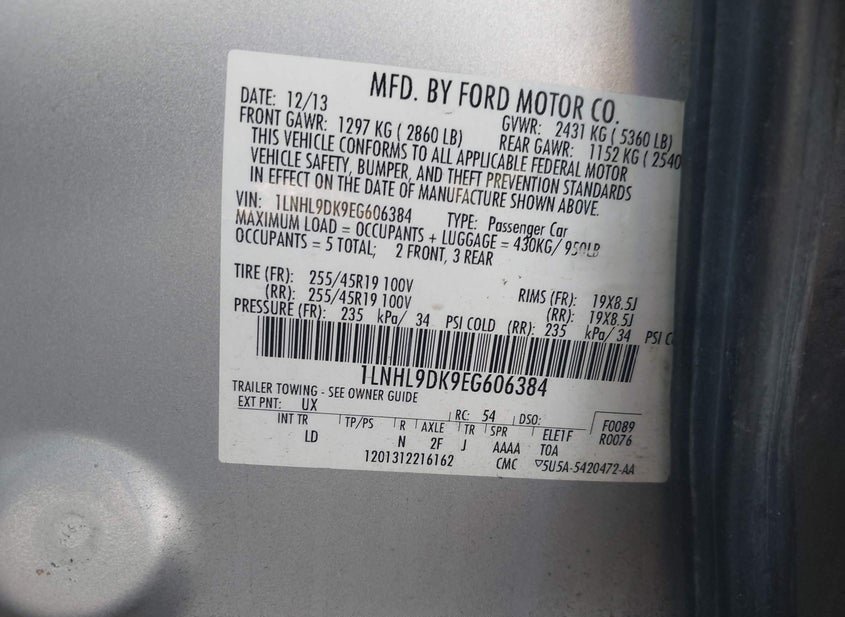 MFD. BY FORD MOTOR CO.
DATE: 12/13 GVWR: 2431 KG ( 5360 LB)
FRONT GAWR: 1297 KG ( 2860 LB) REAR GAWR: 1152 KG ( 2540
THIS VEHICLE CONFORMS TO ALL APPLICABLE FEDERAL MOTOR
VEHICLE SAFETY, BUMPER, AND THEFT PREVENTION STANDARDS
IN EFFECT ON THE DATE OF MANUFACTURE SHOWN ABOVE.
VIN: 1LNHL9DK9EG606384 TYPE: Passenger Car
MAXIMUM LOAD = OCCUPANTS + LUGGAGE = 430KG/ 950LB
OCCUPANTS = 5 TOTAL; 2 FRONT, 3 REAR
TIRE (FR): 255/45R19 100V RIMS (FR): 19X8.5J
(RR): 255/45R19 100V (RR): 19X8.5J
PRESSURE (FR): 235 kPa/ 34 PSI COLD (RR): 235 kPa/ 34 PSI C
1LNHL9DK9EG606384
TRAILER TOWING - SEE OWNER GUIDE
EXT PNT: UX RC: 54 DSO: F0089
INT TR TP/PS R AXLE TR SPR ELE1F R0076
LD N 2F J AAAA TOA
1201312216162 CMC ▽5U5A-5420472-AA